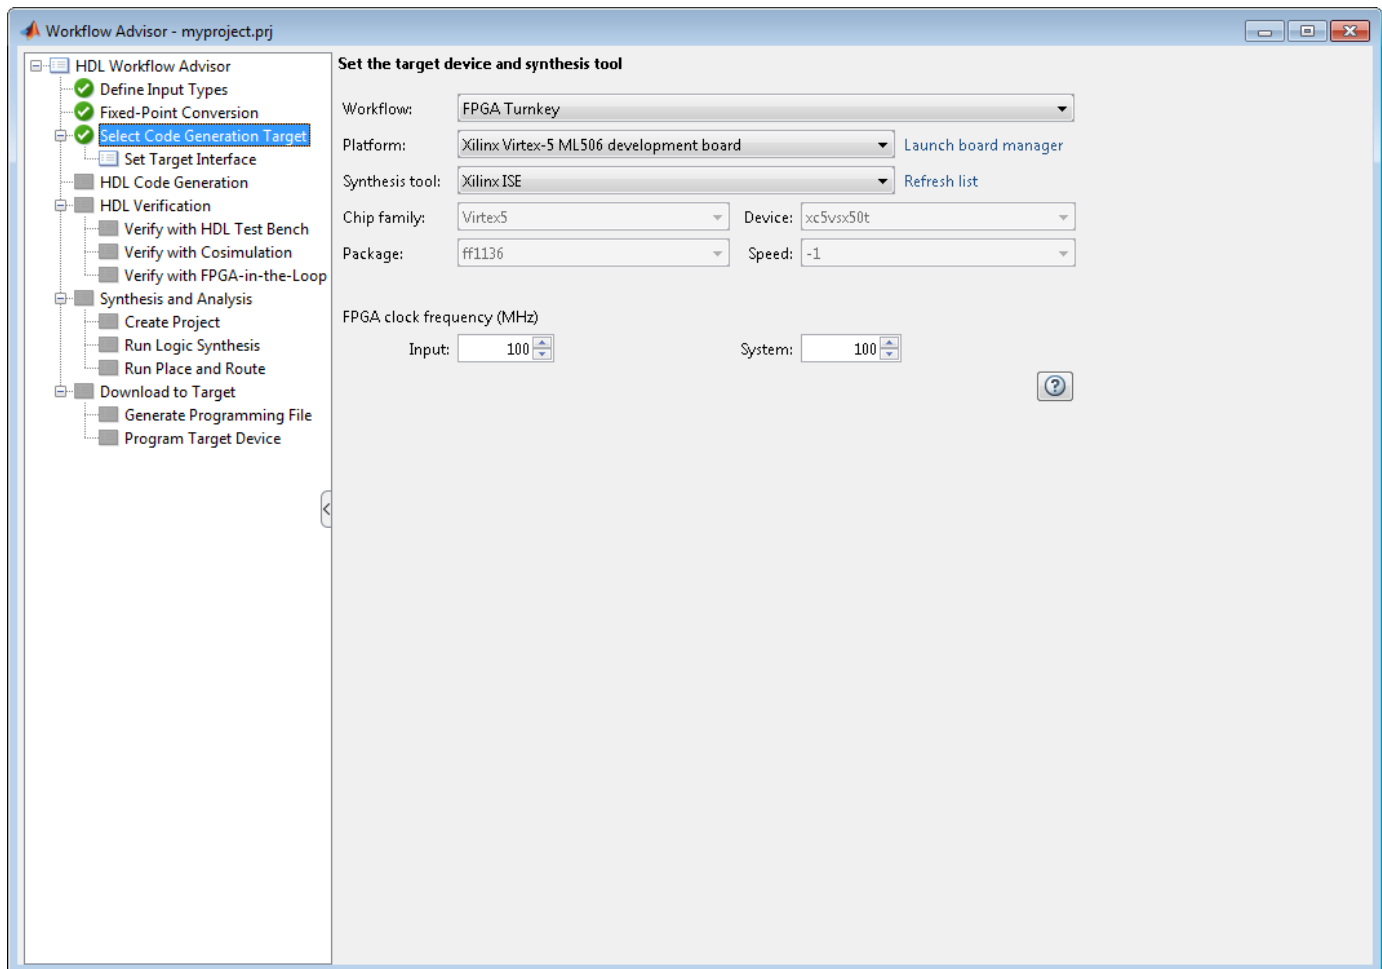 Workflow Advisor - myproject.prj
HDL Workflow Advisor
Define Input Types
Fixed-Point Conversion
Select Code Generation Target
Set Target Interface
HDL Code Generation
HDL Verification
Verify with HDL Test Bench
Verify with Cosimulation
Verify with FPGA-in-the-Loop
Synthesis and Analysis
Create Project
Run Logic Synthesis
Run Place and Route
Download to Target
Generate Programming File
Program Target Device
Set the target device and synthesis tool
Workflow: FPGA Turnkey
Platform: Xilinx Virtex-5 ML506 development board Launch board manager
Synthesis tool: Xilinx ISE Refresh list
Chip family: Virtex5 Device: xc5vsx50t
Package: ff1136 Speed: -1
FPGA clock frequency (MHz)
Input: 100 System: 100
?